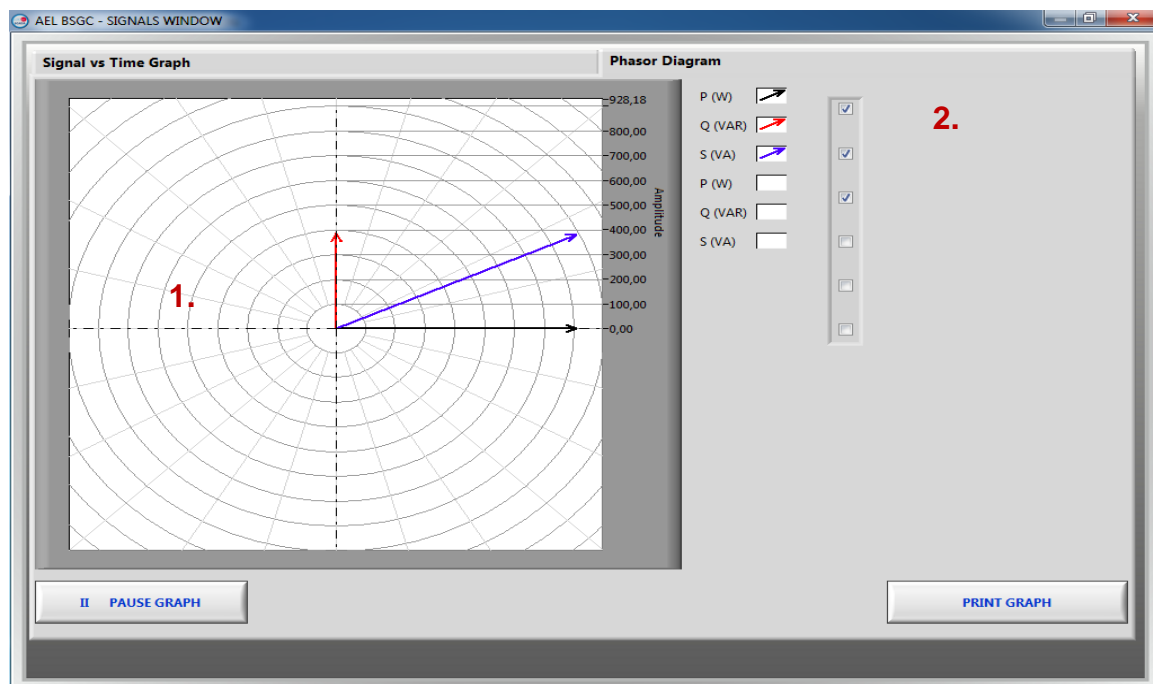 AEL BSGC - SIGNALS WINDOW
Signal vs Time Graph
Phasor Diagram
928,18
800,00
700,00
600,00
500,00
400,00
300,00
200,00
100,00
0,00
Amplitude
1.
P (W)
Q (VAR)
S (VA)
P (W)
Q (VAR)
S (VA)
2.
II PAUSE GRAPH
PRINT GRAPH